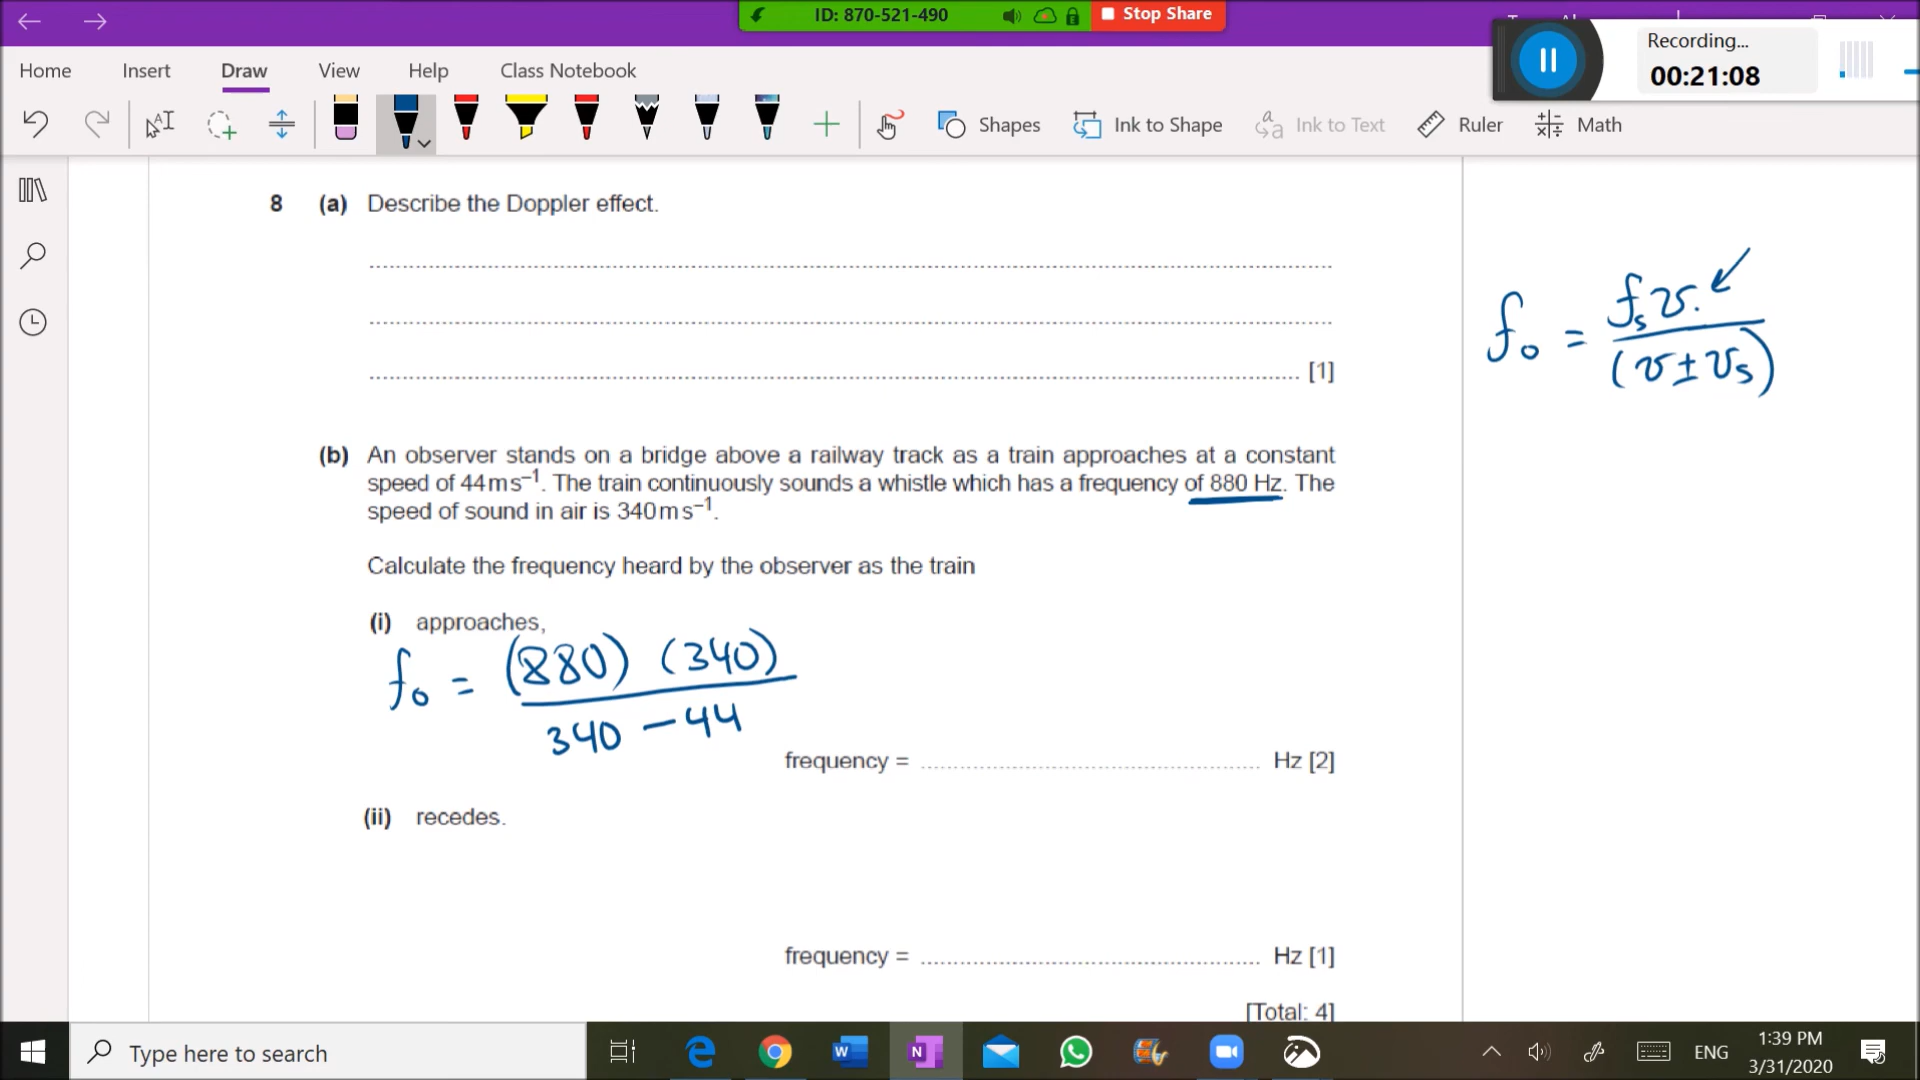 ID: 870-521-490
Stop Share
Recording...
00:21:08
Home Insert Draw View Help Class Notebook
Shapes Ink to Shape Ink to Text Ruler Math
8 (a) Describe the Doppler effect.
[1]
f₀ = fₛv
(v ± vₛ)
(b) An observer stands on a bridge above a railway track as a train approaches at a constant
speed of 44 m s⁻¹. The train continuously sounds a whistle which has a frequency of 880 Hz. The
speed of sound in air is 340 m s⁻¹.
Calculate the frequency heard by the observer as the train
(i) approaches,
f₀ = (880) (340)
340 − 44
frequency = ................................................ Hz [2]
(ii) recedes.
frequency = ................................................ Hz [1]
[Total: 4]
Type here to search
ENG
1:39 PM
3/31/2020